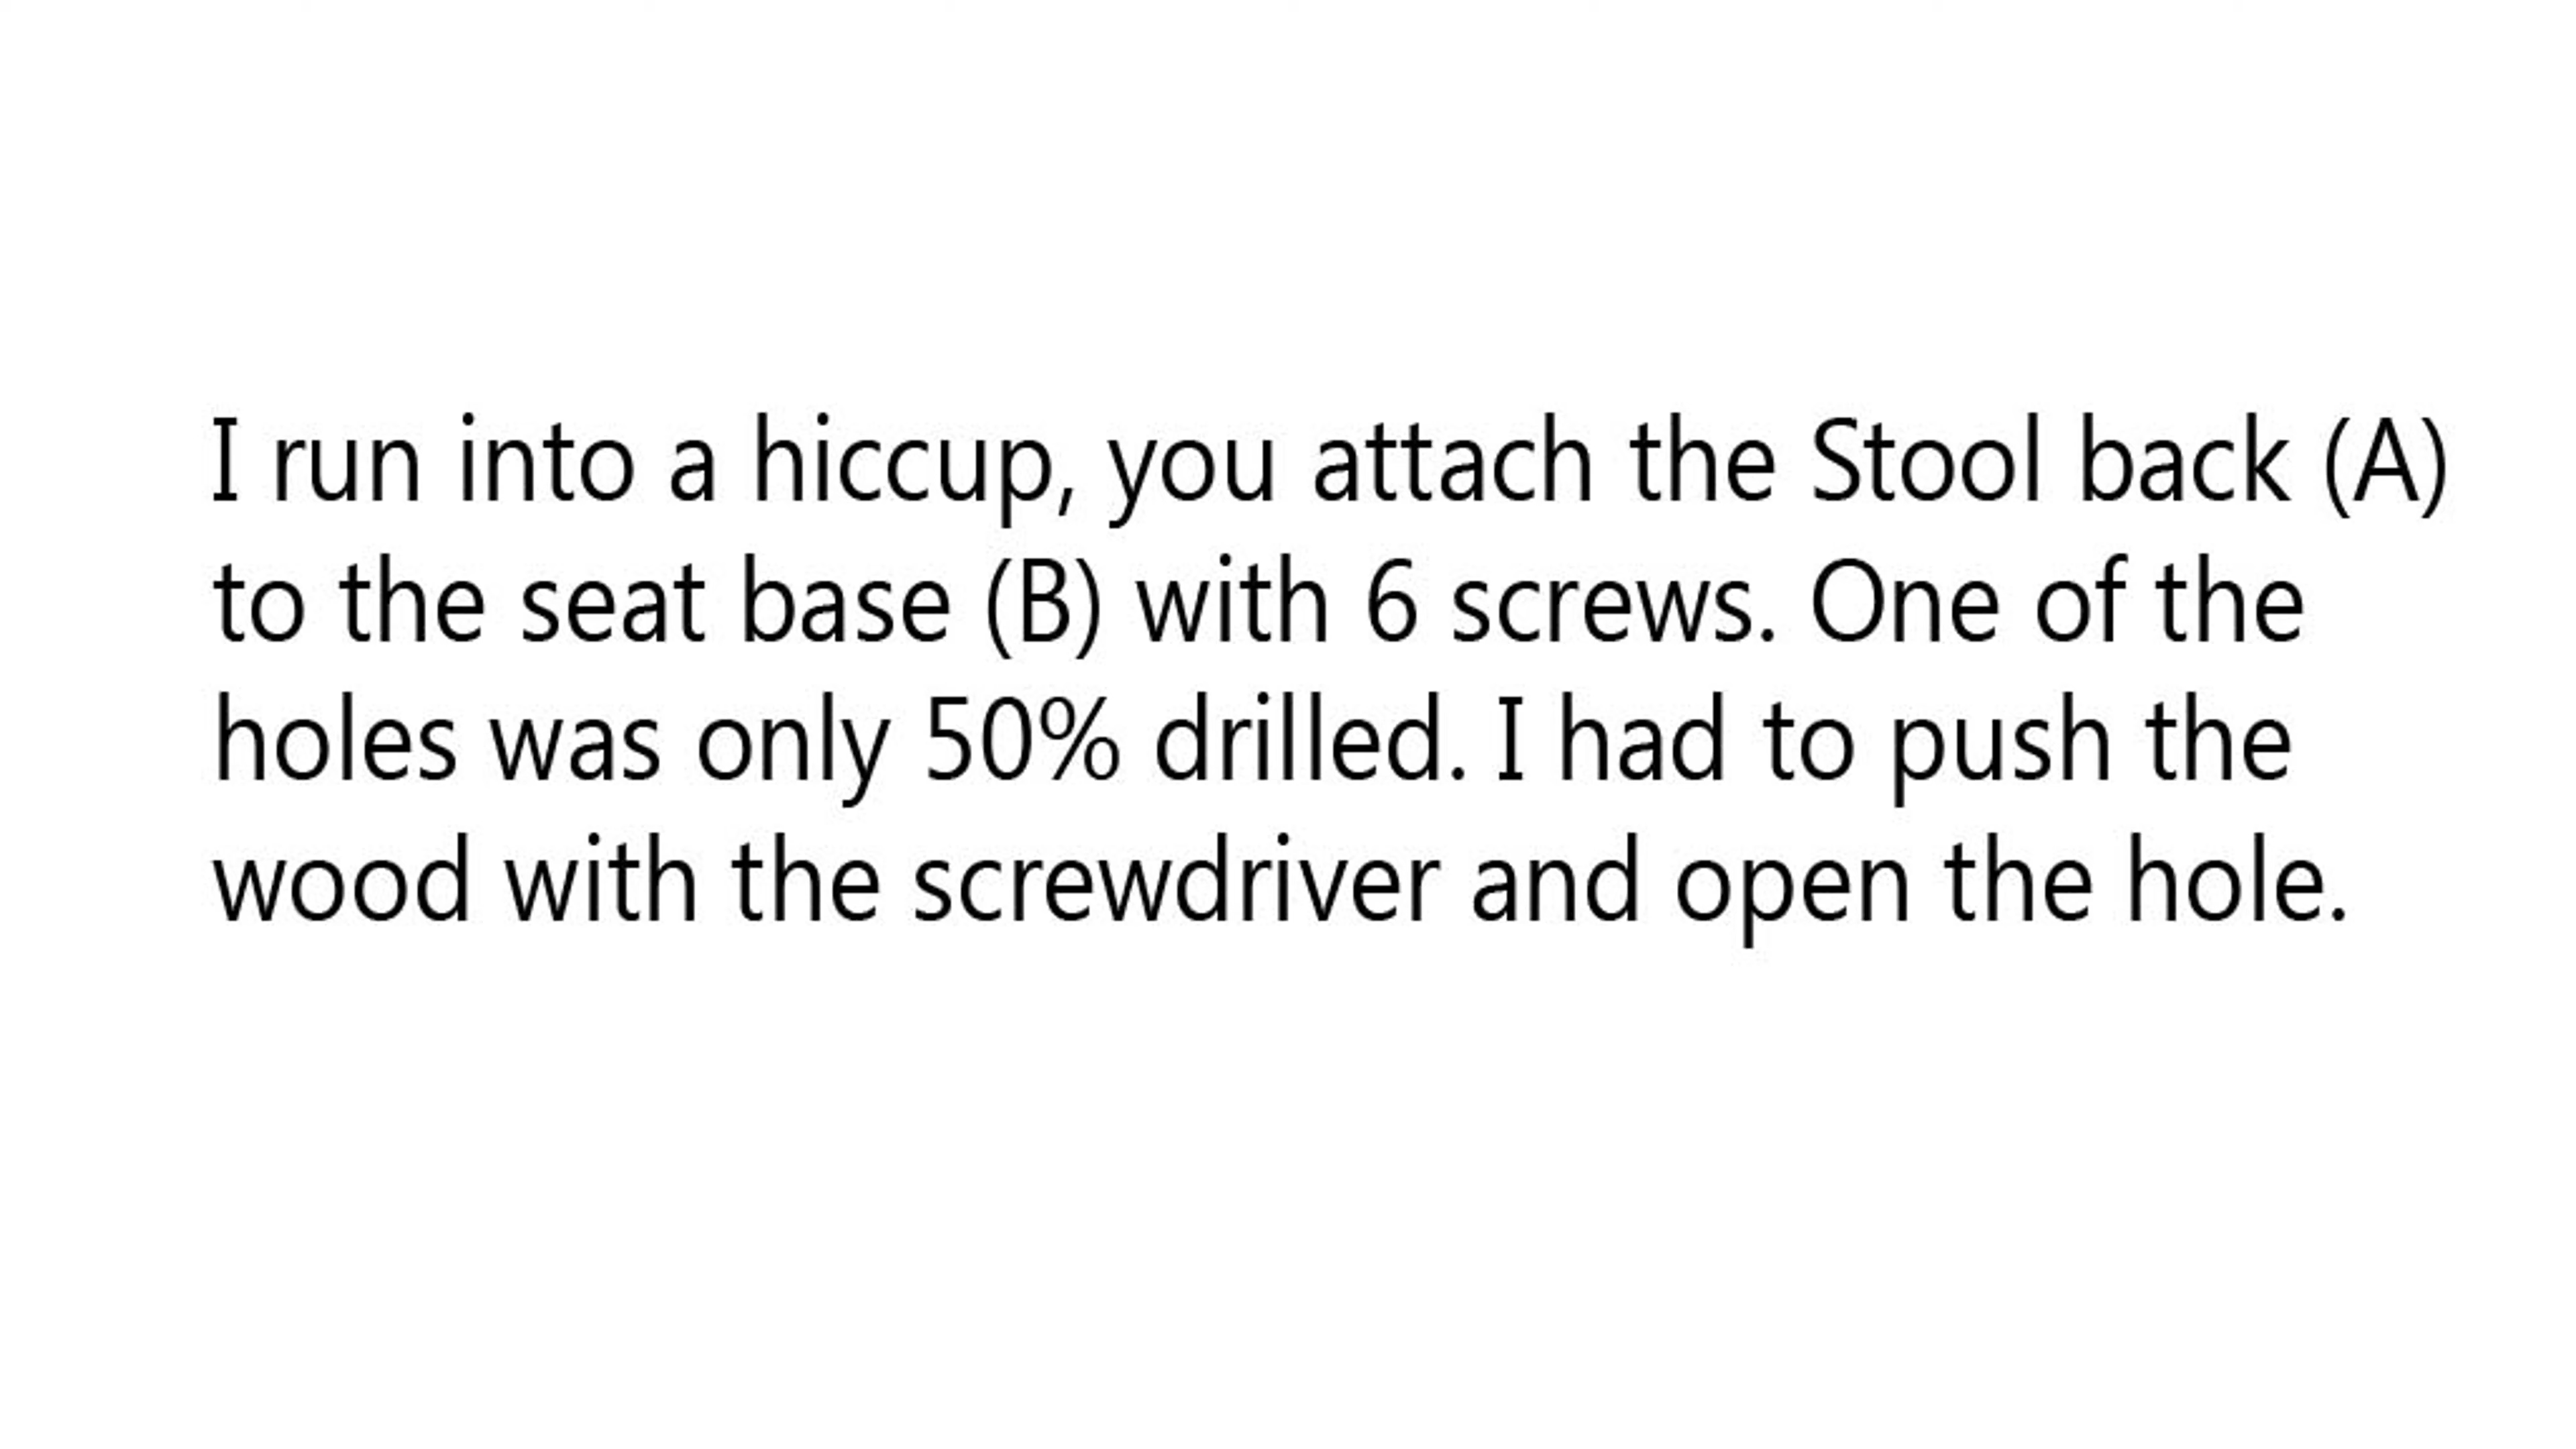 I run into a hiccup, you attach the Stool back (A)
to the seat base (B) with 6 screws. One of the
holes was only 50% drilled. I had to push the
wood with the screwdriver and open the hole.